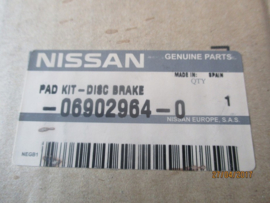 NISSAN
GENUINE PARTS
MADE IN: SPAIN
PAD KIT-DISC BRAKE
QTY
-06902964-0
1
NISSAN EUROPE, S.A.S.